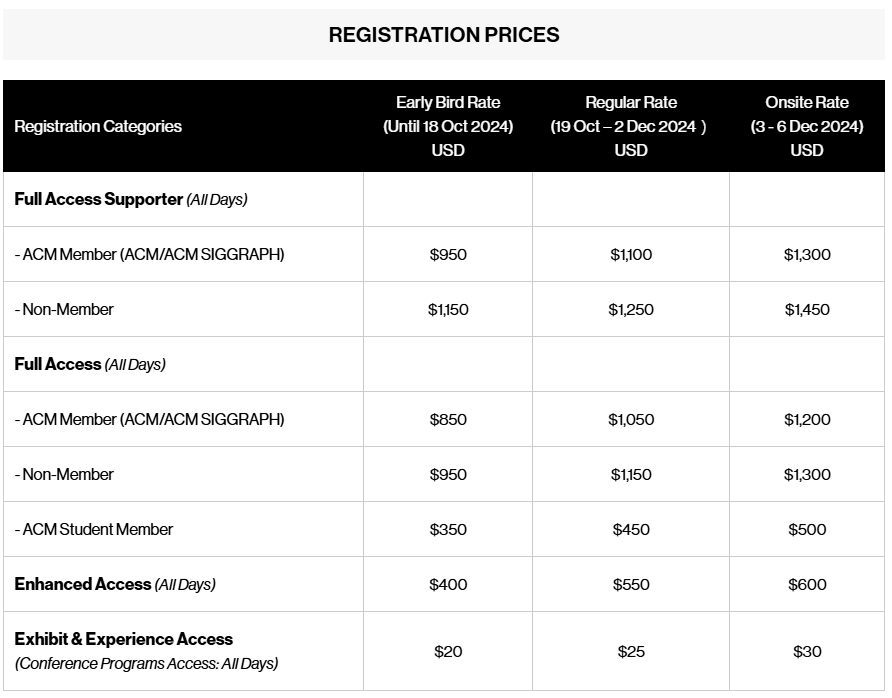 REGISTRATION PRICES
Registration Categories
Early Bird Rate
(Until 18 Oct 2024)
USD
Regular Rate
(19 Oct – 2 Dec 2024 )
USD
Onsite Rate
(3 - 6 Dec 2024)
USD
Full Access Supporter (All Days)
- ACM Member (ACM/ACM SIGGRAPH) $950 $1,100 $1,300
- Non-Member $1,150 $1,250 $1,450
Full Access (All Days)
- ACM Member (ACM/ACM SIGGRAPH) $850 $1,050 $1,200
- Non-Member $950 $1,150 $1,300
- ACM Student Member $350 $450 $500
Enhanced Access (All Days) $400 $550 $600
Exhibit & Experience Access
(Conference Programs Access: All Days)
$20 $25 $30